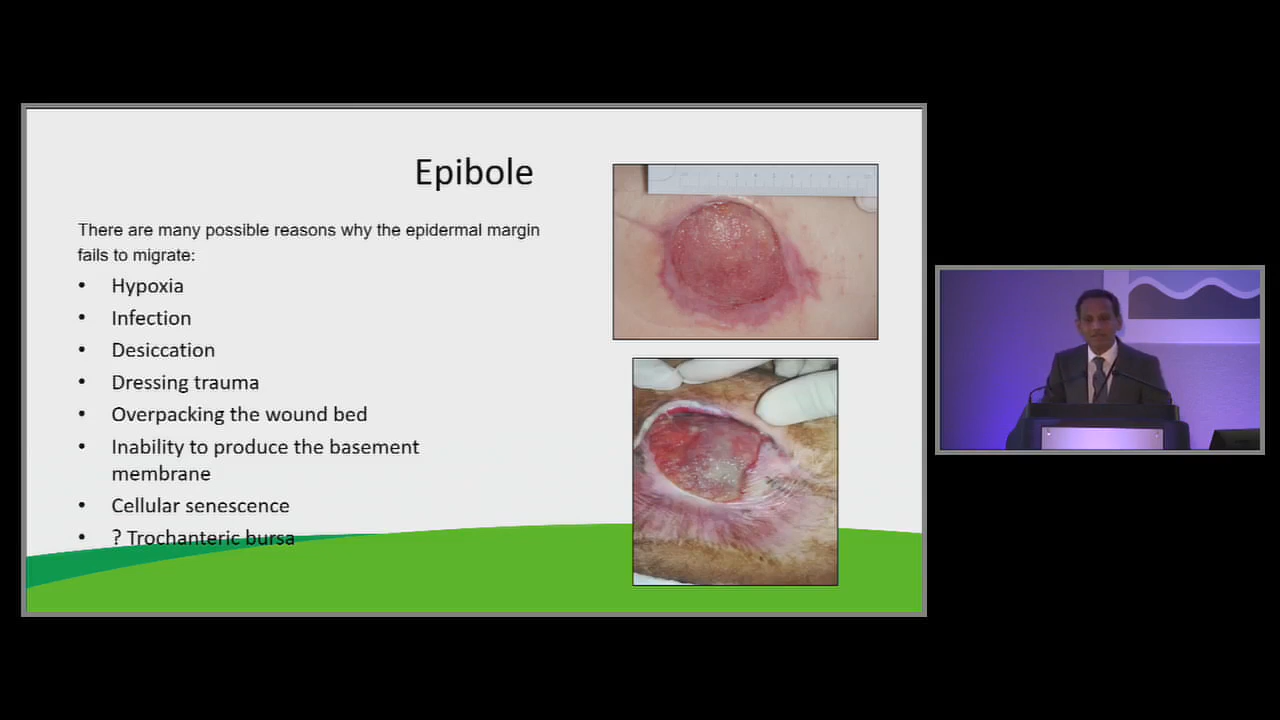 Epibole
There are many possible reasons why the epidermal margin
fails to migrate:
• Hypoxia
• Infection
• Desiccation
• Dressing trauma
• Overpacking the wound bed
• Inability to produce the basement
membrane
• Cellular senescence
• ? Trochanteric bursa